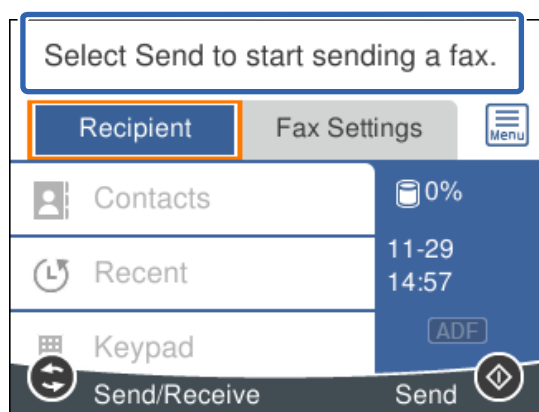 Select Send to start sending a fax.
Recipient
Fax Settings
Menu
Contacts
0%
Recent
11-29
14:57
Keypad
ADF
Send/Receive
Send